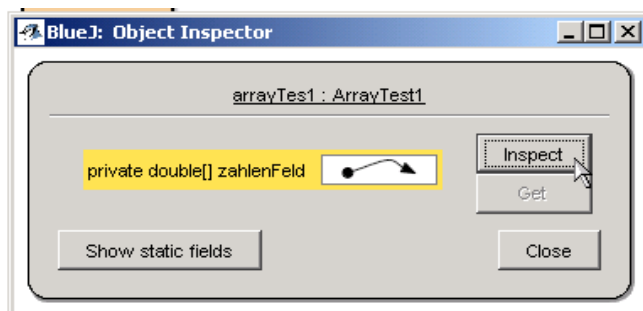 BlueJ: Object Inspector
arrayTes1 : ArrayTest1
private double[] zahlenFeld
Inspect
Get
Show static fields
Close